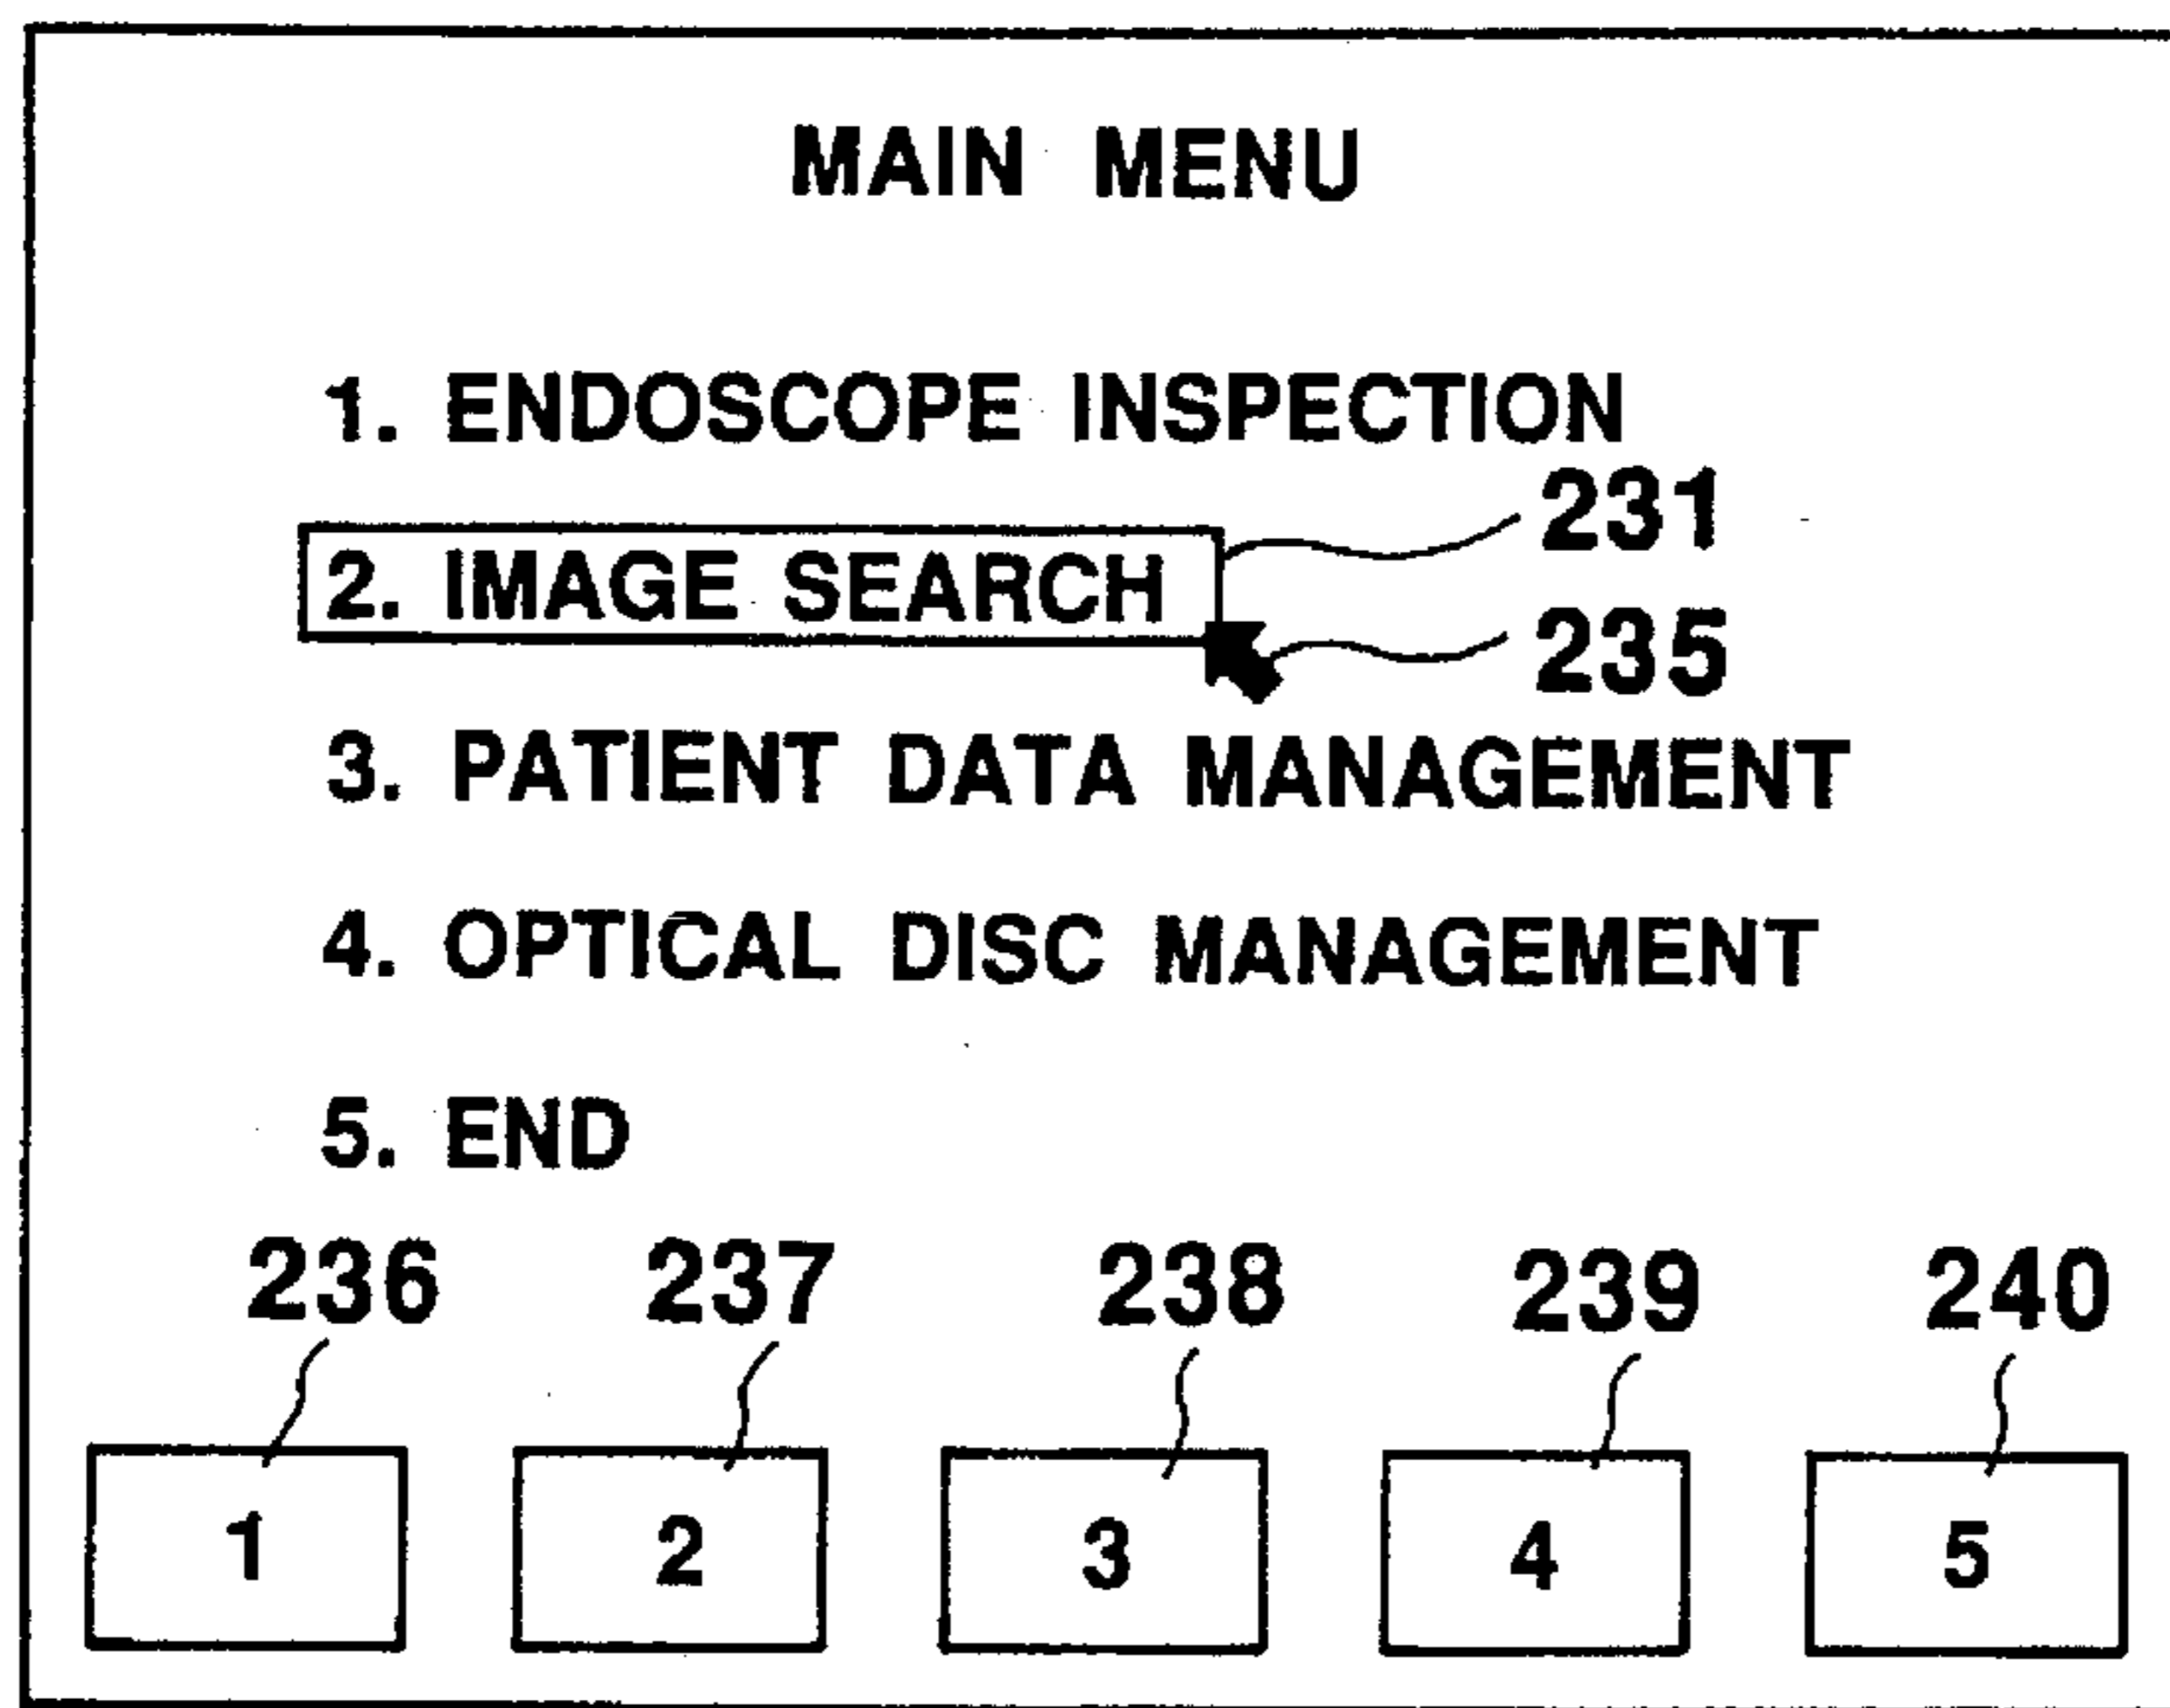 MAIN MENU
1. ENDOSCOPE INSPECTION
231
2. IMAGE SEARCH
235
3. PATIENT DATA MANAGEMENT
4. OPTICAL DISC MANAGEMENT
5. END
236 237 238 239 240
1 2 3 4 5